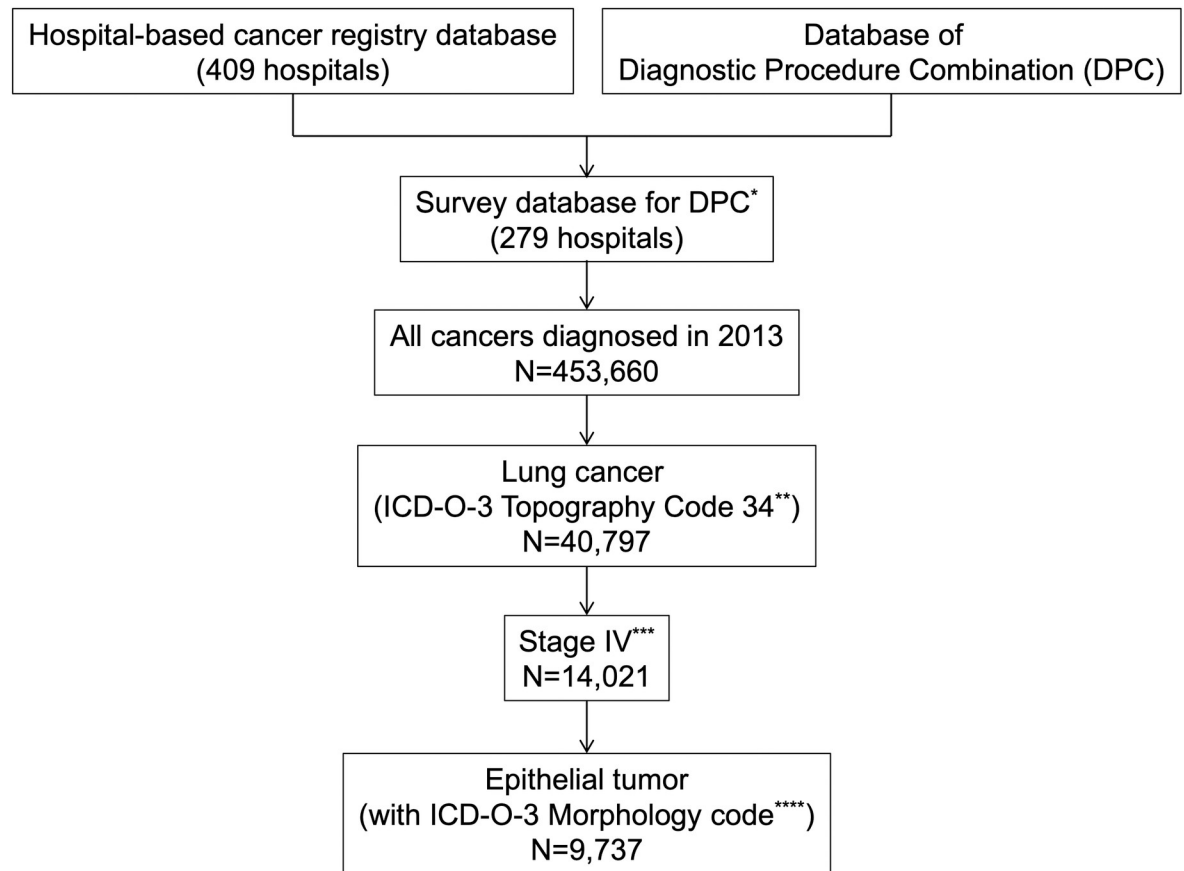 Hospital-based cancer registry database
(409 hospitals)
Database of
Diagnostic Procedure Combination (DPC)
Survey database for DPC*
(279 hospitals)
All cancers diagnosed in 2013
N=453,660
Lung cancer
(ICD-O-3 Topography Code 34**)
N=40,797
Stage IV***
N=14,021
Epithelial tumor
(with ICD-O-3 Morphology code****)
N=9,737